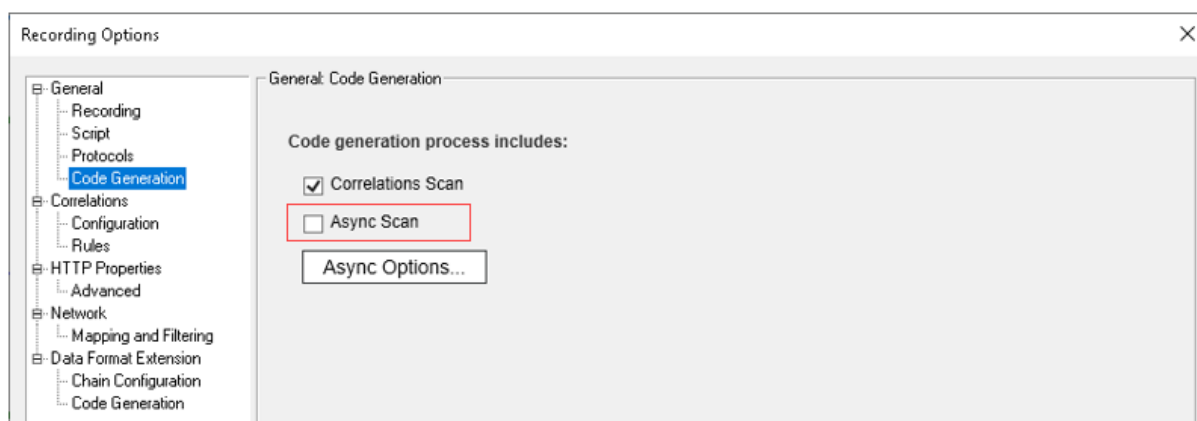 Recording Options
General
Recording
Script
Protocols
Code Generation
Correlations
Configuration
Rules
HTTP Properties
Advanced
Network
Mapping and Filtering
Data Format Extension
Chain Configuration
Code Generation
General: Code Generation
Code generation process includes:
Correlations Scan
Async Scan
Async Options...